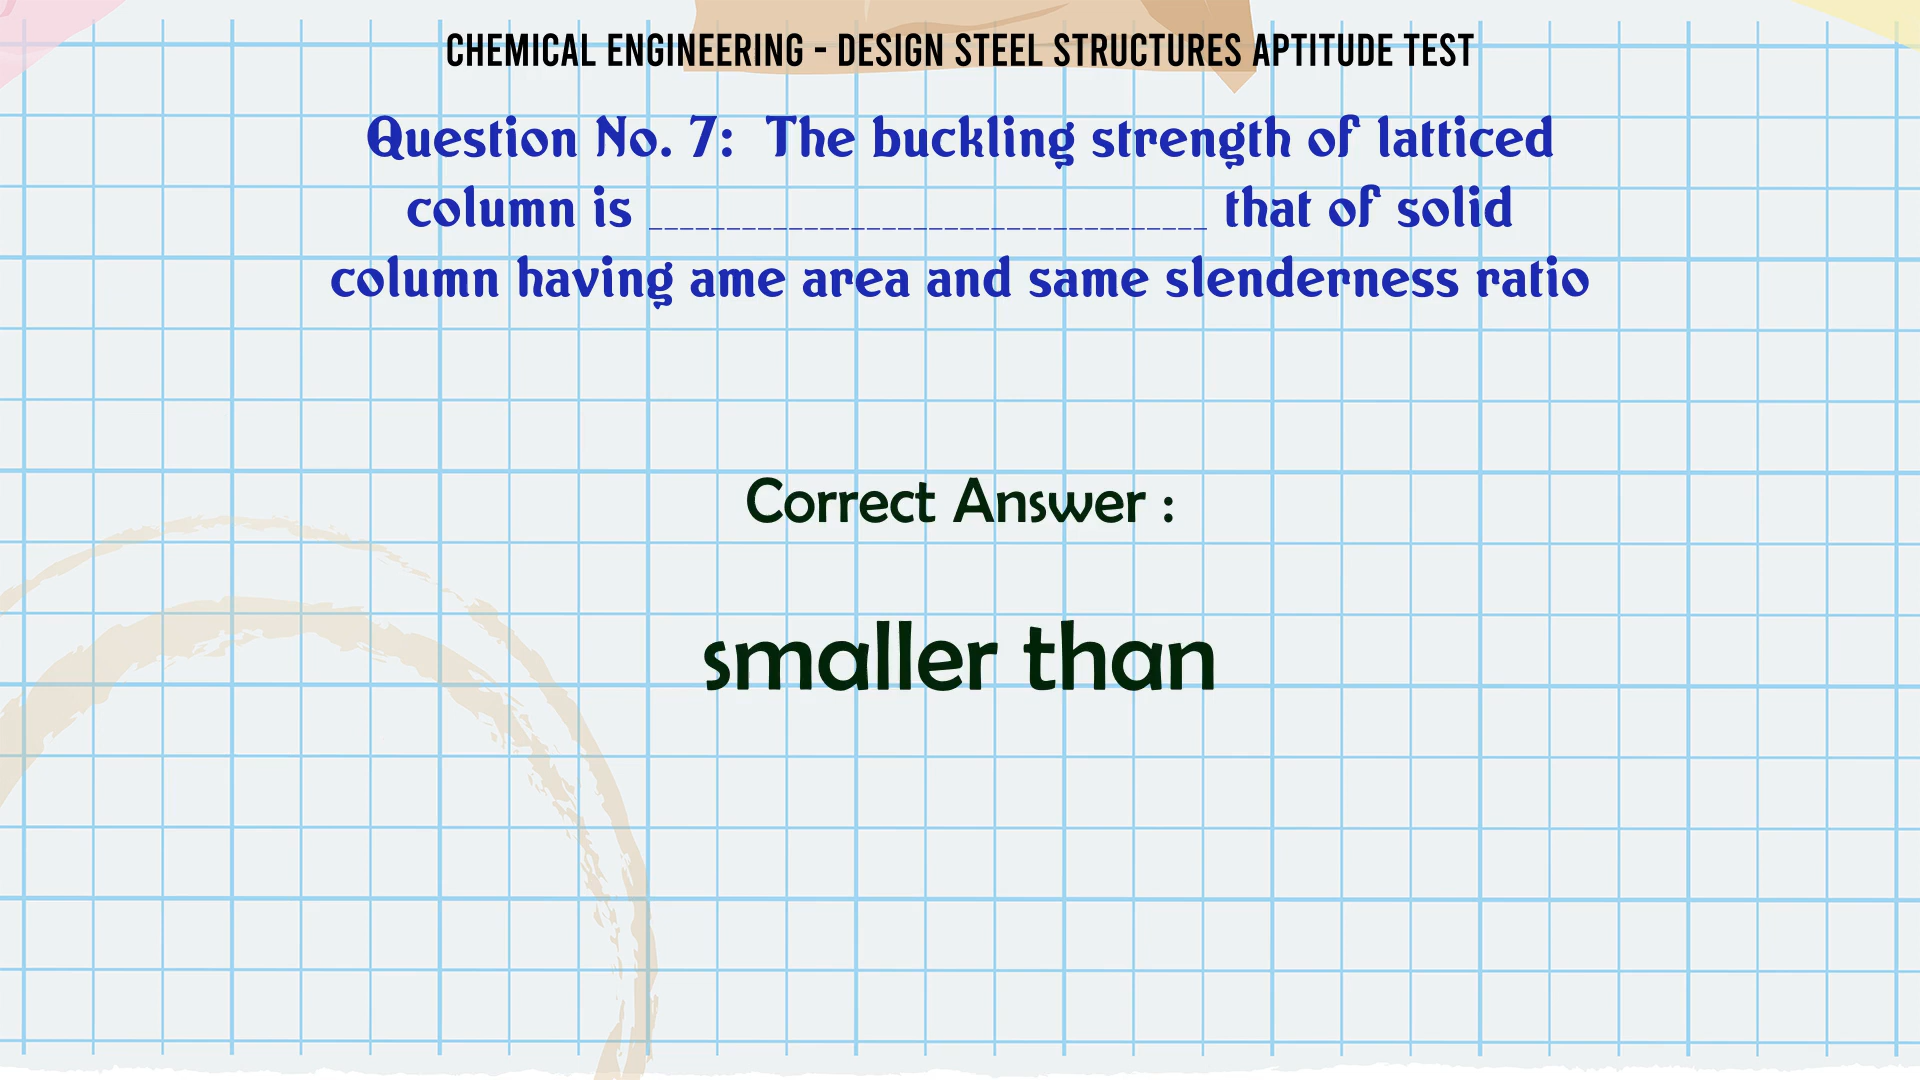 CHEMICAL ENGINEERING - DESIGN STEEL STRUCTURES APTITUDE TEST
Question No. 7: The buckling strength of latticed
column is ____________________________________ that of solid
column having ame area and same slenderness ratio
Correct Answer :
smaller than